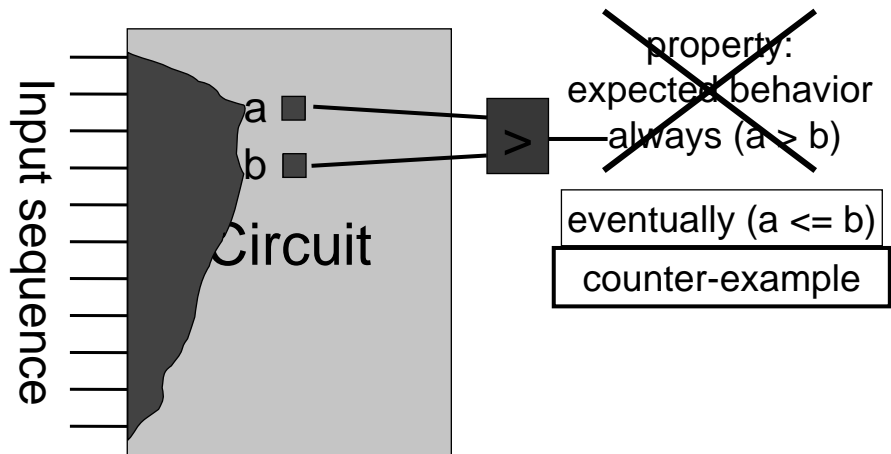 Input sequence
a
b
Circuit
>
property:
expected behavior
always (a > b)
eventually (a <= b)
counter-example